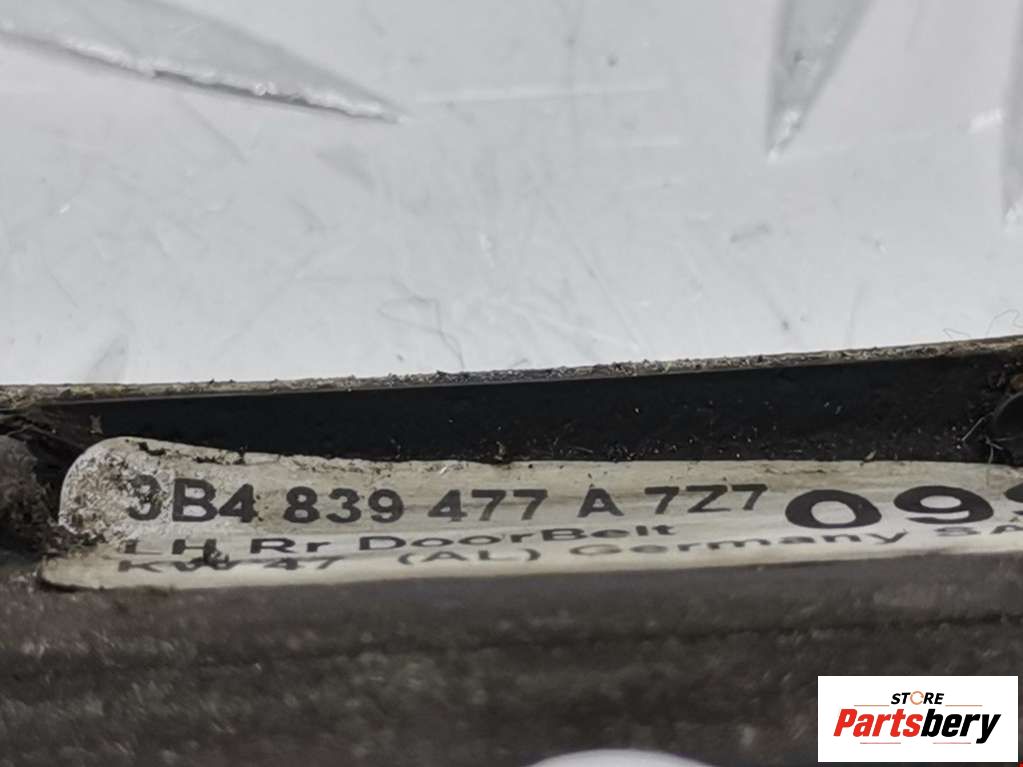 3B4 839 477 A 7Z7
LH Rr DoorBelt
KW 47 (AL) Germany
STORE
Partsbery